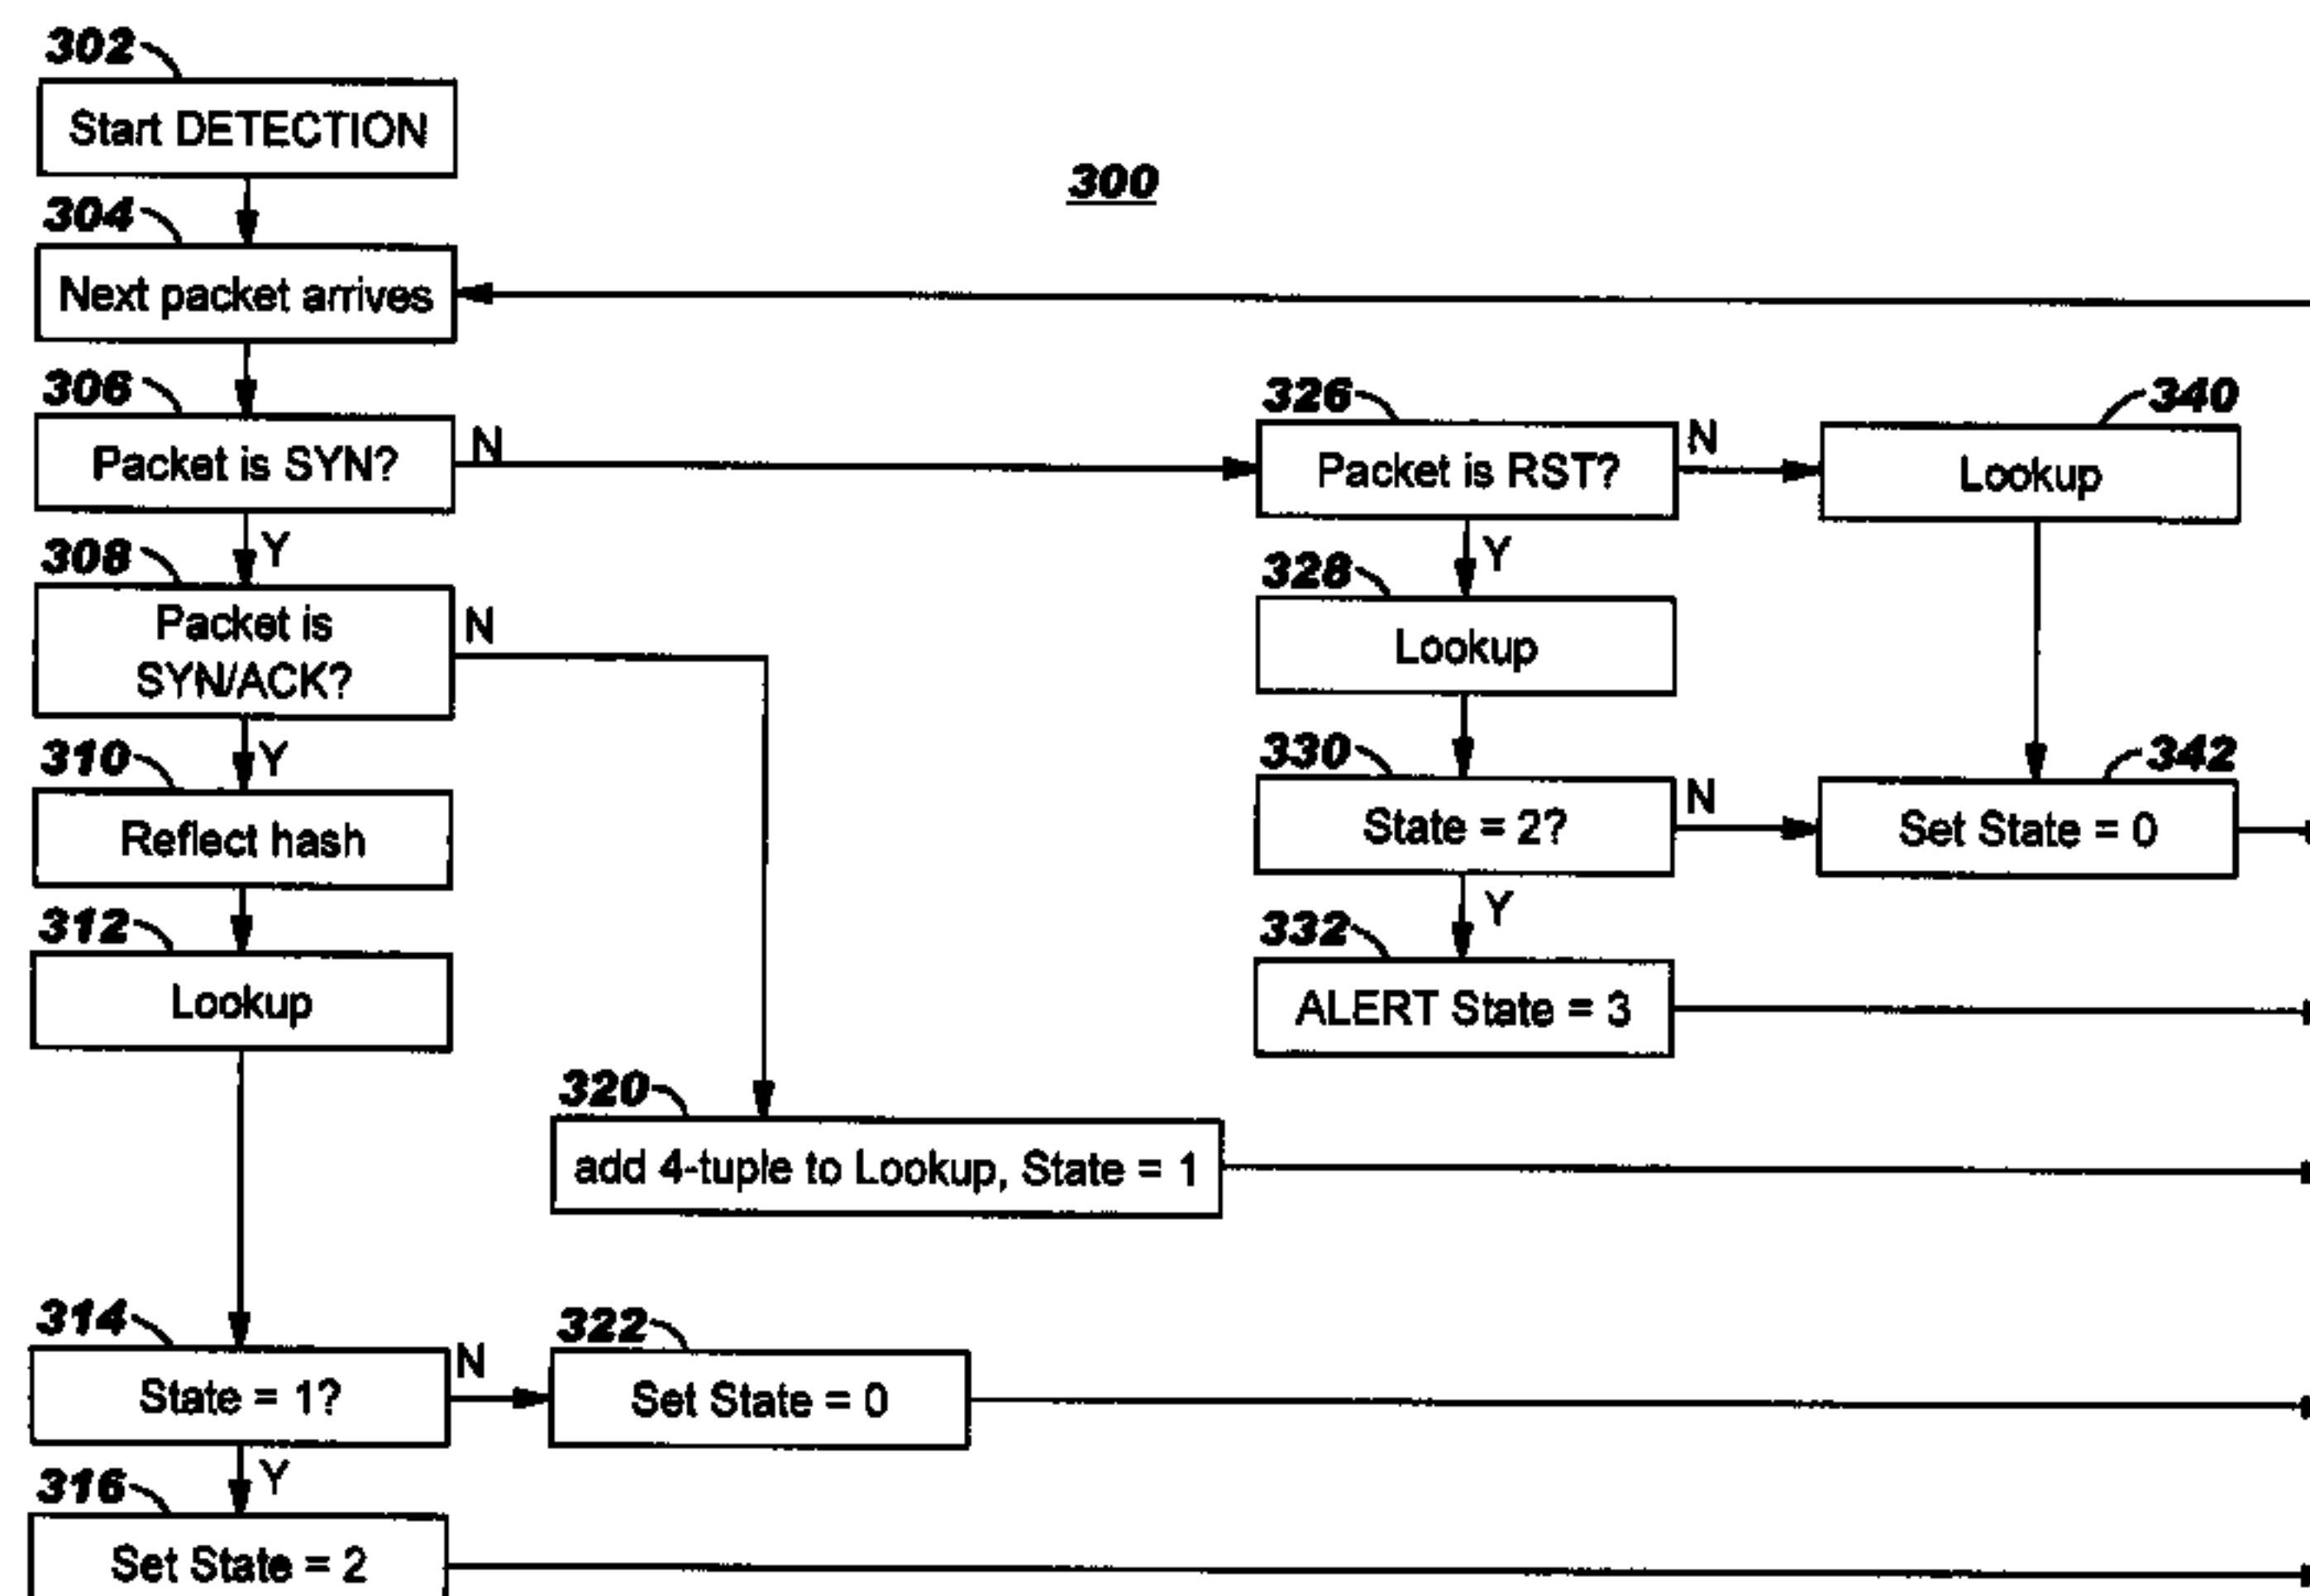 302
Start DETECTION
300
304
Next packet arrives
306
Packet is SYN?
N
Y
308
Packet is
SYN/ACK?
N
Y
310
Reflect hash
312
Lookup
320
add 4-tuple to Lookup, State = 1
314
State = 1?
N
Y
322
Set State = 0
316
Set State = 2
326
Packet is RST?
N
Y
328
Lookup
330
State = 2?
N
Y
332
ALERT State = 3
340
Lookup
342
Set State = 0